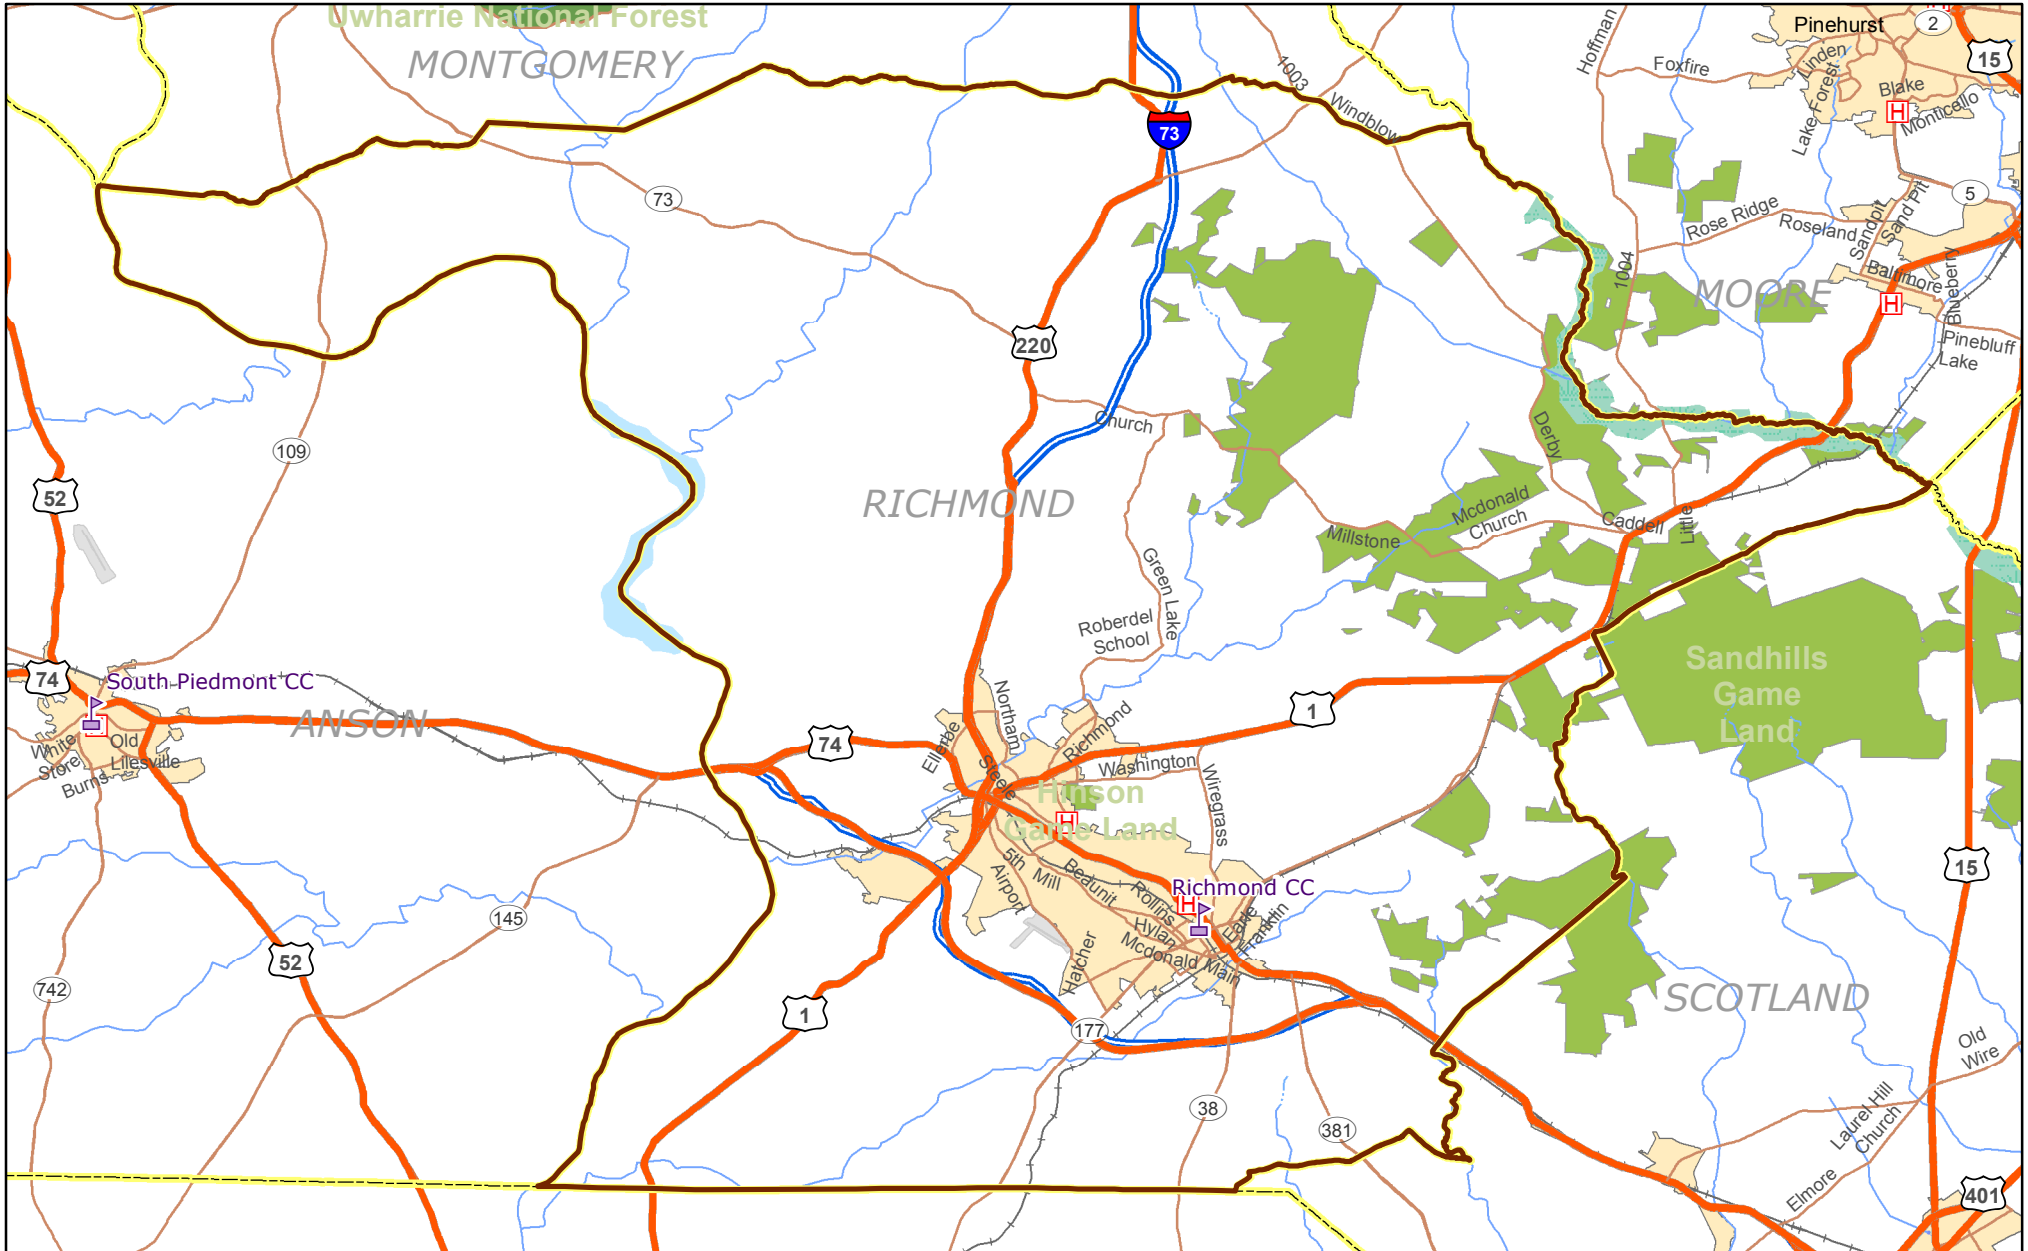 Uwharrie National Forest
MONTGOMERY
Pinehurst
2
15
Hoffman
Foxfire
Linden
Lake Forest
Blake
H
Monticello
1003
Windblow
73
73
5
Rose Ridge
Roseland
Sandpit
Sand Pit
1004
MOORE
Baltimore
Blueberry
H
Pinebluff
Lake
220
Church
Derby
109
52
RICHMOND
Mcdonald
Church
Millstone
Caddell
Little
Green Lake
Roberdel
School
Sandhills
Game
Land
74
South Piedmont CC
ANSON
White
Store
Old
Lilesville
Burns
74
Ellerbe
Northam
Steele
Richmond
1
Washington
Wiregrass
Hinson
Game Land
H
5th
Mill
Airport
Beaunit
Rollins
Richmond CC
H
Hylan
Earle
Franklin
Mcdonald
Main
Hatcher
15
145
52
742
1
177
SCOTLAND
Old
Wire
38
381
Laurel Hill
Church
Elmore
401